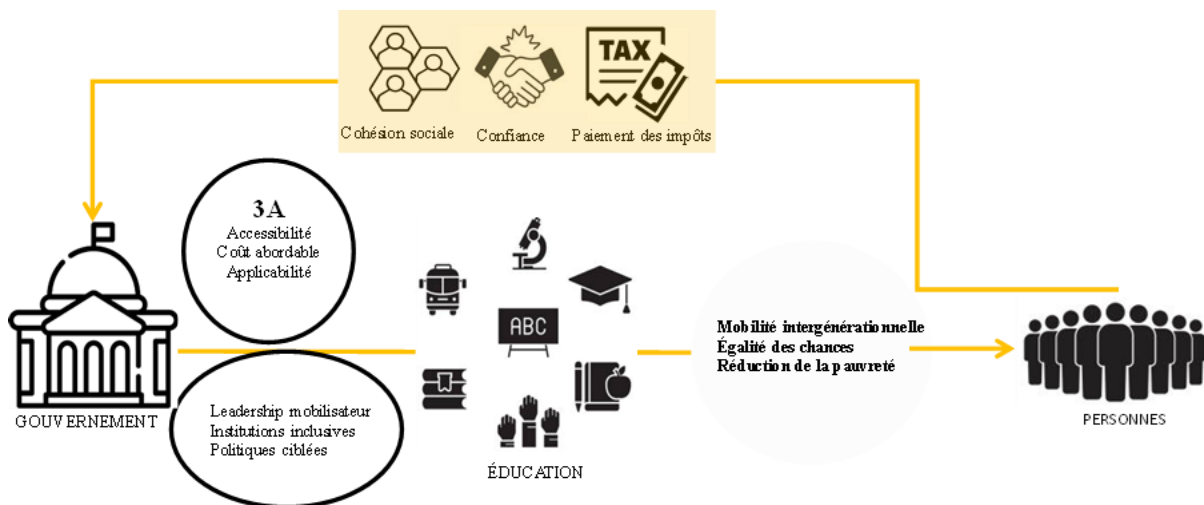 TAX
Cohésion sociale
Confiance
Paiement des impôts
3A
Accessibilité
Coût abordable
Applicabilité
ABC
Mobilité intergénérationnelle
Égalité des chances
Réduction de la pauvreté
Leadership mobilisateur
Institutions inclusives
Politiques ciblées
GOUVERNEMENT
ÉDUCATION
PERSONNES